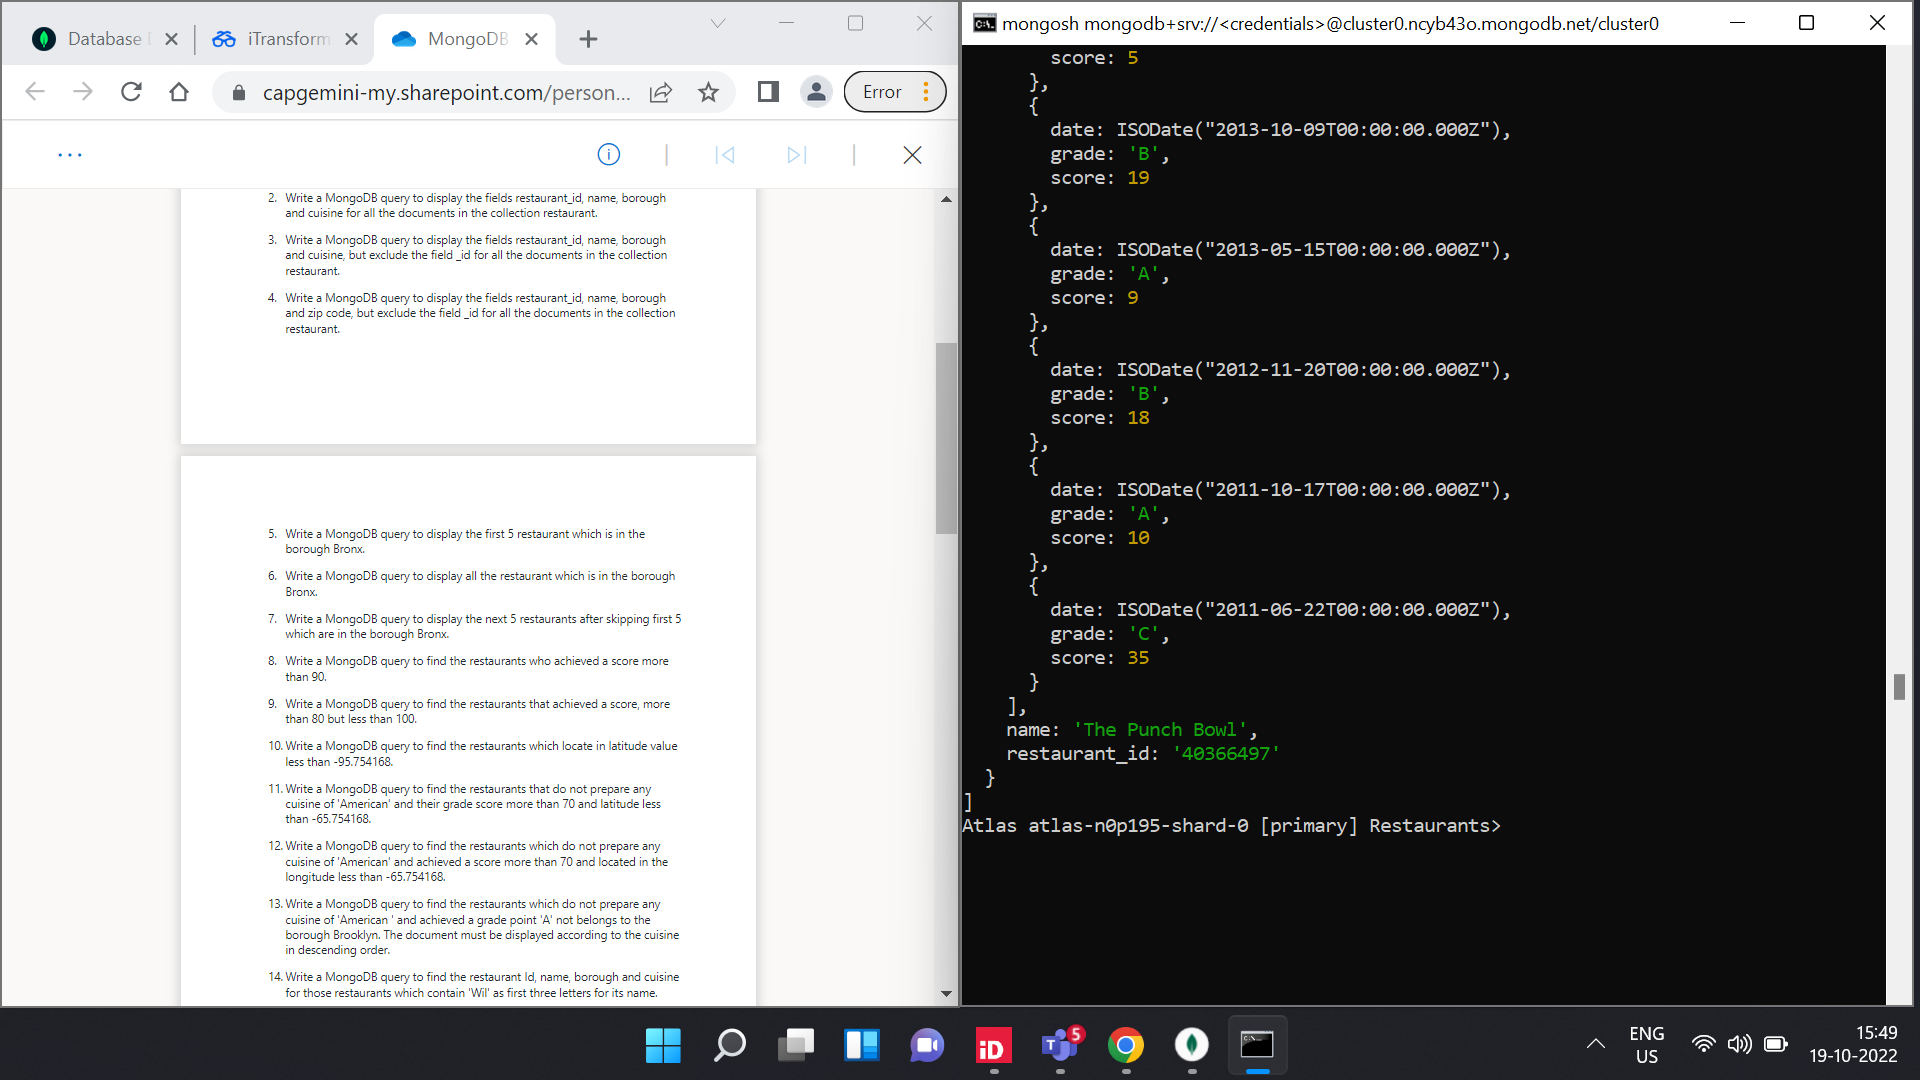 Database
iTransform
MongoDB
capgemini-my.sharepoint.com/person...
Error
2. Write a MongoDB query to display the fields restaurant_id, name, borough
and cuisine for all the documents in the collection restaurant.
3. Write a MongoDB query to display the fields restaurant_id, name, borough
and cuisine, but exclude the field _id for all the documents in the collection
restaurant.
4. Write a MongoDB query to display the fields restaurant_id, name, borough
and zip code, but exclude the field _id for all the documents in the collection
restaurant.
5. Write a MongoDB query to display the first 5 restaurant which is in the
borough Bronx.
6. Write a MongoDB query to display all the restaurant which is in the borough
Bronx.
7. Write a MongoDB query to display the next 5 restaurants after skipping first 5
which are in the borough Bronx.
8. Write a MongoDB query to find the restaurants who achieved a score more
than 90.
9. Write a MongoDB query to find the restaurants that achieved a score, more
than 80 but less than 100.
10. Write a MongoDB query to find the restaurants which locate in latitude value
less than -95.754168.
11. Write a MongoDB query to find the restaurants that do not prepare any
cuisine of 'American' and their grade score more than 70 and latitude less
than -65.754168.
12. Write a MongoDB query to find the restaurants which do not prepare any
cuisine of 'American' and achieved a score more than 70 and located in the
longitude less than -65.754168.
13. Write a MongoDB query to find the restaurants which do not prepare any
cuisine of 'American ' and achieved a grade point 'A' not belongs to the
borough Brooklyn. The document must be displayed according to the cuisine
in descending order.
14. Write a MongoDB query to find the restaurant Id, name, borough and cuisine
for those restaurants which contain 'Wil' as first three letters for its name.
mongosh mongodb+srv://<credentials>@cluster0.ncyb43o.mongodb.net/cluster0
score: 5
},
{
date: ISODate("2013-10-09T00:00:00.000Z"),
grade: 'B',
score: 19
},
{
date: ISODate("2013-05-15T00:00:00.000Z"),
grade: 'A',
score: 9
},
{
date: ISODate("2012-11-20T00:00:00.000Z"),
grade: 'B',
score: 18
},
{
date: ISODate("2011-10-17T00:00:00.000Z"),
grade: 'A',
score: 10
},
{
date: ISODate("2011-06-22T00:00:00.000Z"),
grade: 'C',
score: 35
}
],
name: 'The Punch Bowl',
restaurant_id: '40366497'
}
]
Atlas atlas-n0p195-shard-0 [primary] Restaurants>
iD
T
5
ENG
US
15:49
19-10-2022